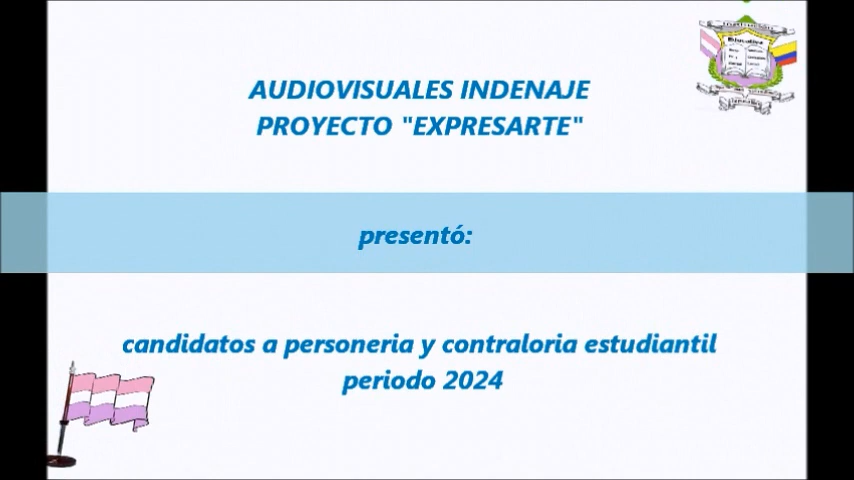 AUDIOVISUALES INDENAJE
PROYECTO "EXPRESARTE"
presentó:
candidatos a personeria y contraloria estudiantil
periodo 2024